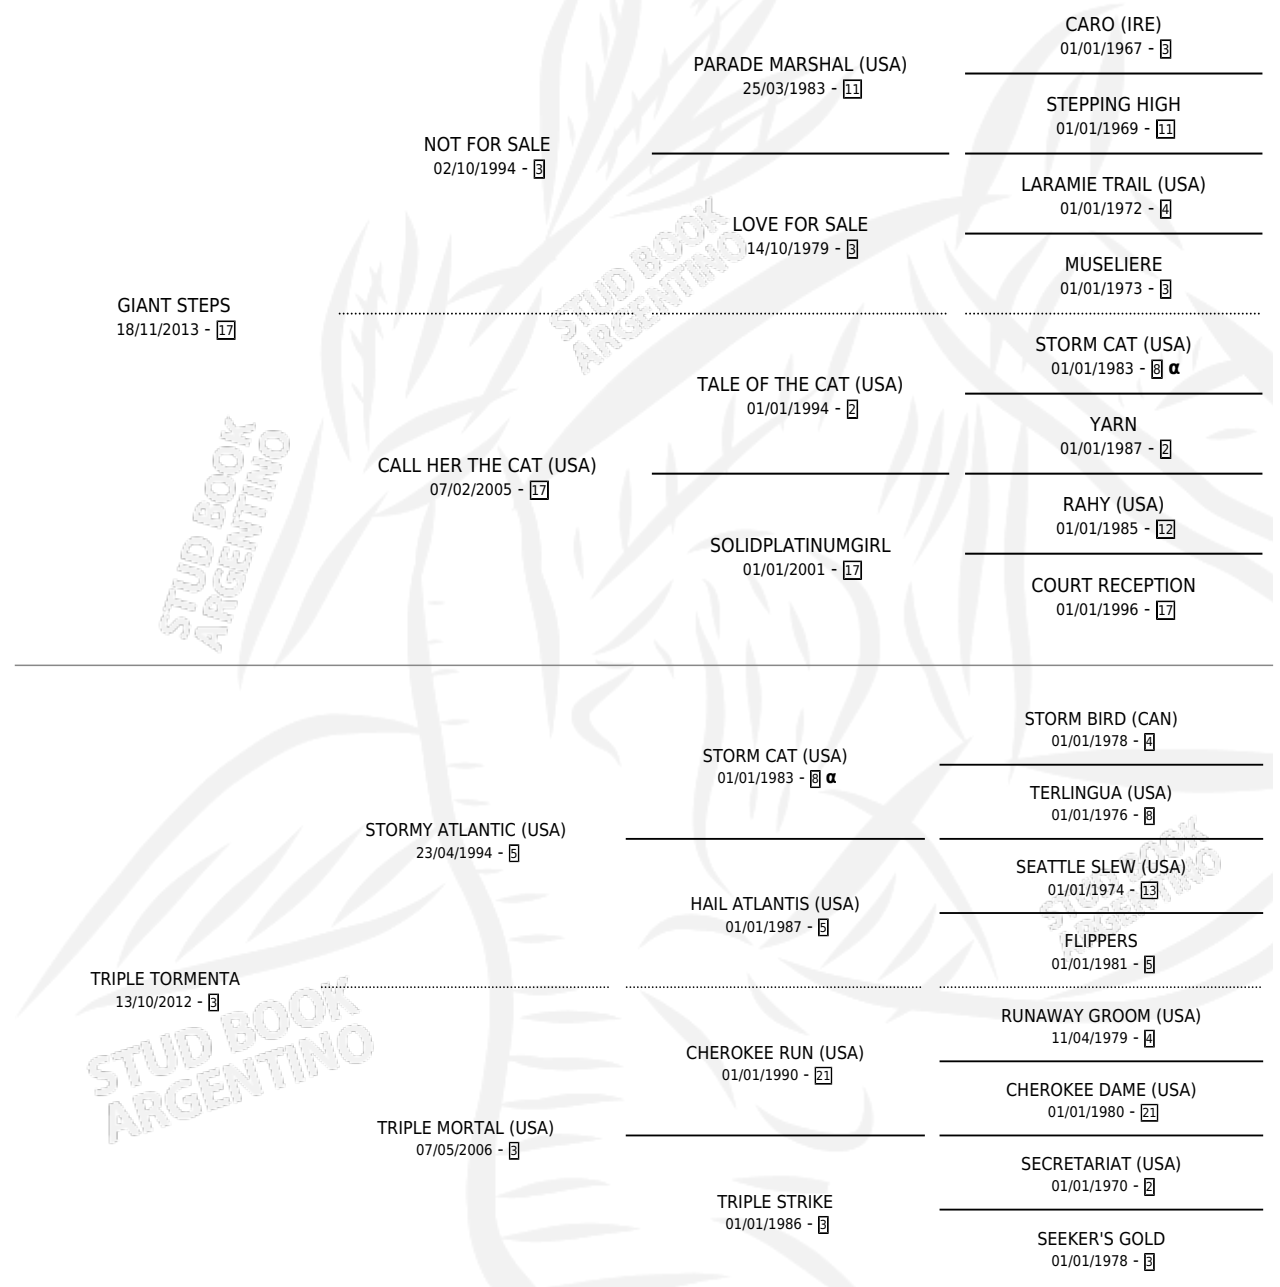 CARO (IRE)
01/01/1967 - 3
PARADE MARSHAL (USA)
25/03/1983 - 11
STEPPING HIGH
01/01/1969 - 11
NOT FOR SALE
02/10/1994 - 3
LARAMIE TRAIL (USA)
01/01/1972 - 4
LOVE FOR SALE
14/10/1979 - 3
MUSELIERE
01/01/1973 - 3
GIANT STEPS
18/11/2013 - 17
STORM CAT (USA)
01/01/1983 - 8 α
TALE OF THE CAT (USA)
01/01/1994 - 2
YARN
01/01/1987 - 2
CALL HER THE CAT (USA)
07/02/2005 - 17
RAHY (USA)
01/01/1985 - 12
SOLIDPLATINUMGIRL
01/01/2001 - 17
COURT RECEPTION
01/01/1996 - 17
STORM BIRD (CAN)
01/01/1978 - 4
STORM CAT (USA)
01/01/1983 - 8 α
TERLINGUA (USA)
01/01/1976 - 8
STORMY ATLANTIC (USA)
23/04/1994 - 5
SEATTLE SLEW (USA)
01/01/1974 - 13
HAIL ATLANTIS (USA)
01/01/1987 - 5
FLIPPERS
01/01/1981 - 5
TRIPLE TORMENTA
13/10/2012 - 3
RUNAWAY GROOM (USA)
11/04/1979 - 4
CHEROKEE RUN (USA)
01/01/1990 - 21
CHEROKEE DAME (USA)
01/01/1980 - 21
TRIPLE MORTAL (USA)
07/05/2006 - 3
SECRETARIAT (USA)
01/01/1970 - 2
TRIPLE STRIKE
01/01/1986 - 3
SEEKER'S GOLD
01/01/1978 - 3
STUD BOOK
ARGENTINO
STUD BOOK
ARGENTINO
STUD BOOK
ARGENTINO
STUD BOOK
ARGENTINO